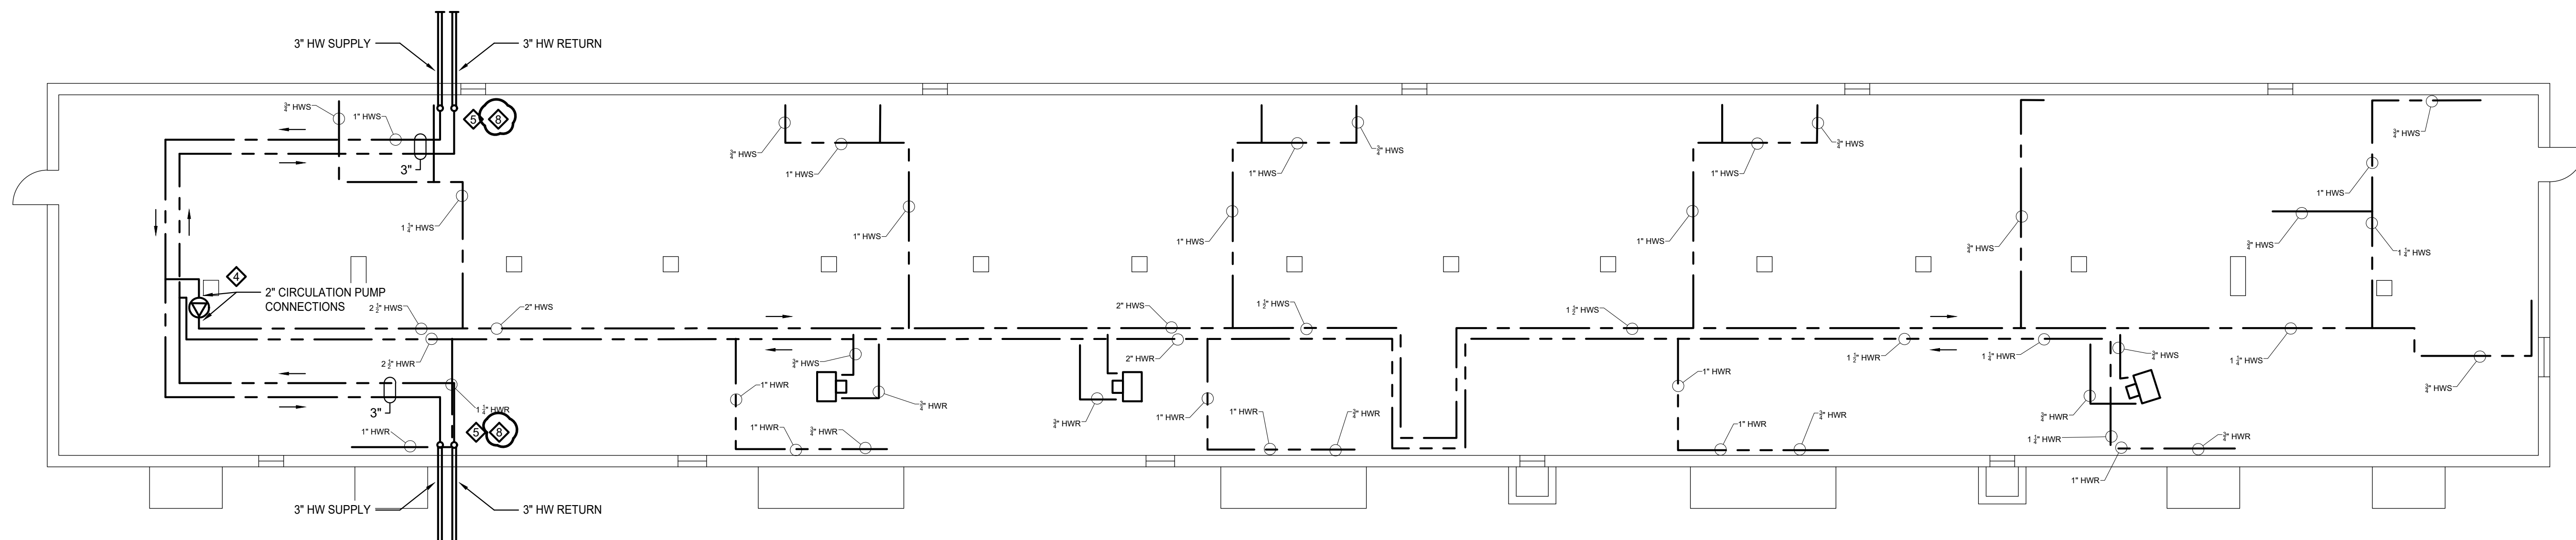 3" HW SUPPLY
3" HW RETURN
3/4" HWS
1" HWS
5
8
3"
1 1/4" HWS
4
2" CIRCULATION PUMP
CONNECTIONS
2 1/2" HWS
2" HWS
2 1/2" HWR
3"
1 1/4" HWR
1" HWR
5
8
3" HW SUPPLY
3" HW RETURN
3/4" HWS
1" HWS
1" HWS
3/4" HWS
1" HWR
3/4" HWR
1" HWR
3/4" HWR
3/4" HWS
1" HWS
1" HWS
2" HWS
1 1/2" HWS
2" HWR
3/4" HWR
1" HWR
1" HWR
3/4" HWR
3/4" HWS
1" HWS
1" HWS
1 1/2" HWS
1" HWR
1" HWR
3/4" HWR
3/4" HWS
1 1/2" HWR
1 1/4" HWR
3/4" HWS
3/4" HWR
1 1/4" HWR
3/4" HWR
1" HWR
3/4" HWS
1" HWS
3/4" HWS
1 1/4" HWS
1 1/4" HWS
3/4" HWS